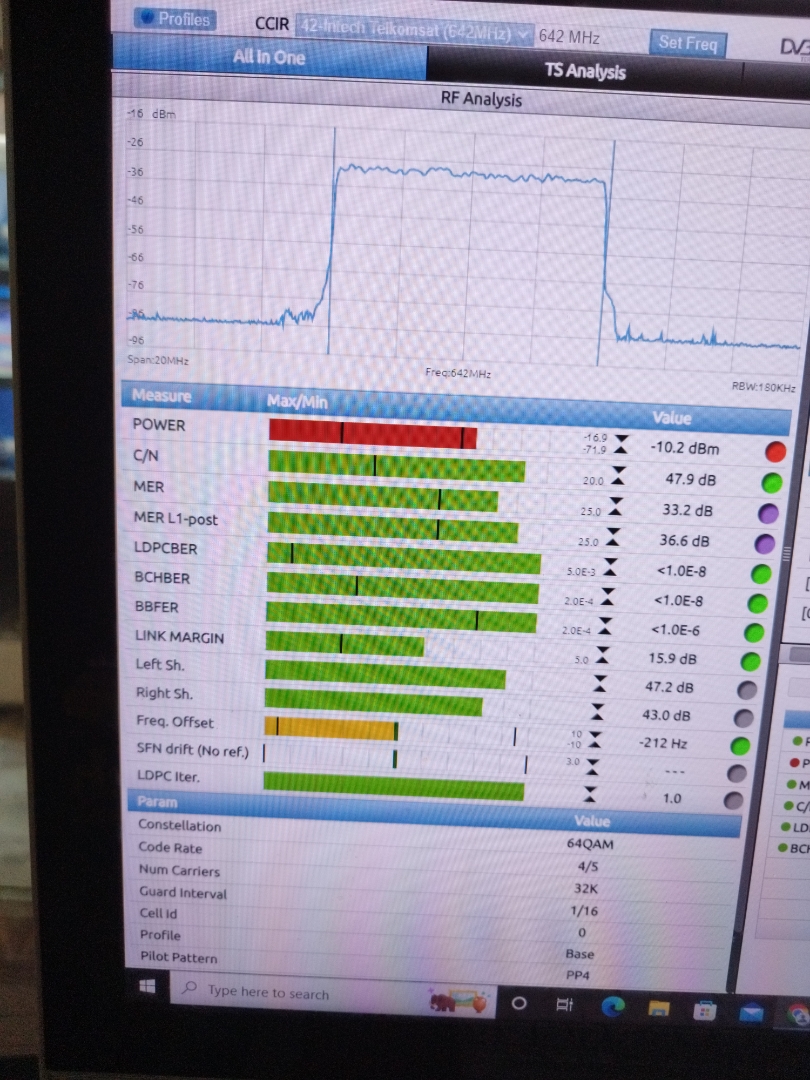 Profiles CCIR 42-Intech Telkomsat (642MHz) 642 MHz Set Freq
All In One TS Analysis
RF Analysis
-16 dBm
-26
-36
-46
-56
-66
-76
-86
-96
Span:20MHz Freq:642MHz RBW:180KHz
Measure Max/Min Value
POWER -16.9 -71.9 -10.2 dBm
C/N 20.0 47.9 dB
MER 25.0 33.2 dB
MER L1-post 25.0 36.6 dB
LDPCBER 5.0E-3 <1.0E-8
BCHBER 2.0E-4 <1.0E-8
BBFER 2.0E-4 <1.0E-6
LINK MARGIN 5.0 15.9 dB
Left Sh. 47.2 dB
Right Sh. 43.0 dB
Freq. Offset 10 -10 -212 Hz
SFN drift (No ref.) 3.0 ---
LDPC Iter. 1.0
Param Value
Constellation 64QAM
Code Rate 4/5
Num Carriers 32K
Guard Interval 1/16
Cell Id 0
Profile Base
Pilot Pattern PP4
Type here to search